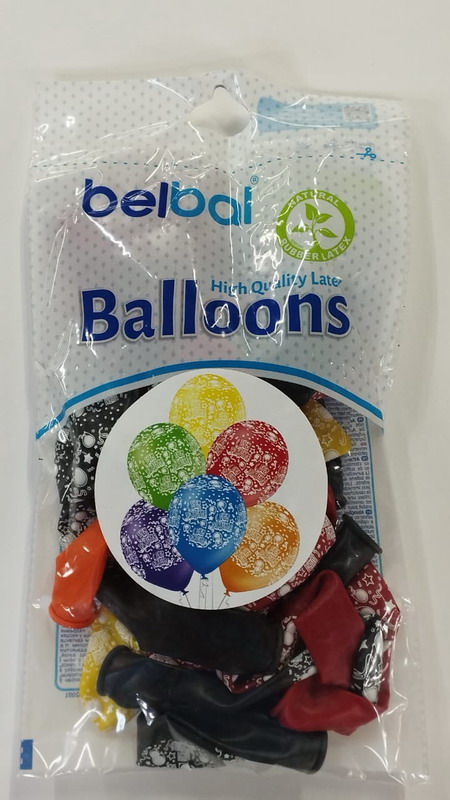 belbal®
NATURAL
RUBBER LATEX
High Quality Latex
Balloons